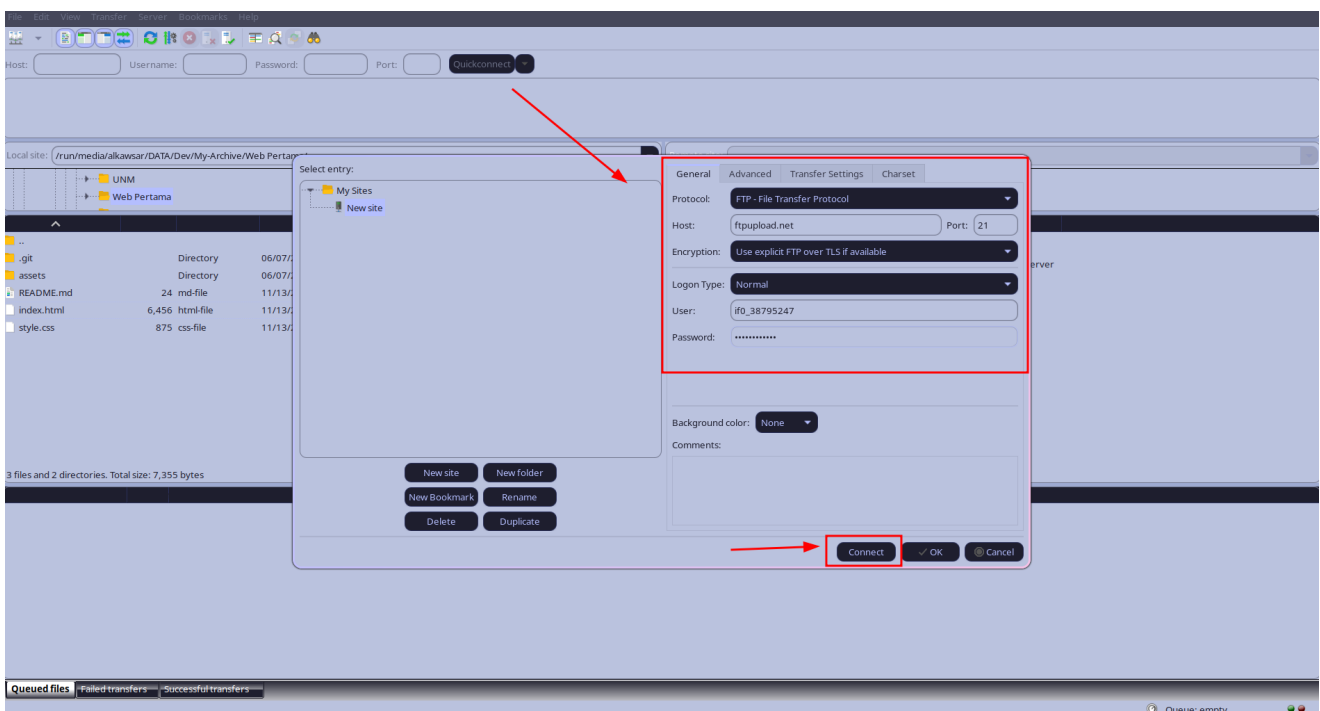 File Edit View Transfer Server Bookmarks Help
Host: Username: Password: Port: Quickconnect
Local site: /run/media/alkawsar/DATA/Dev/My-Archive/Web Pertama/
UNM
Web Pertama
..
.git Directory 06/07/
assets Directory 06/07/
README.md 24 md-file 11/13/
index.html 6,456 html-file 11/13/
style.css 875 css-file 11/13/
3 files and 2 directories. Total size: 7,355 bytes
Select entry:
My Sites
New site
New site New folder
New Bookmark Rename
Delete Duplicate
General Advanced Transfer Settings Charset
Protocol: FTP - File Transfer Protocol
Host: ftpupload.net Port: 21
Encryption: Use explicit FTP over TLS if available
Logon Type: Normal
User: if0_38795247
Password: ••••••••••••
Background color: None
Comments:
Connect OK Cancel
erver
Queued files Failed transfers Successful transfers
Queue: empty